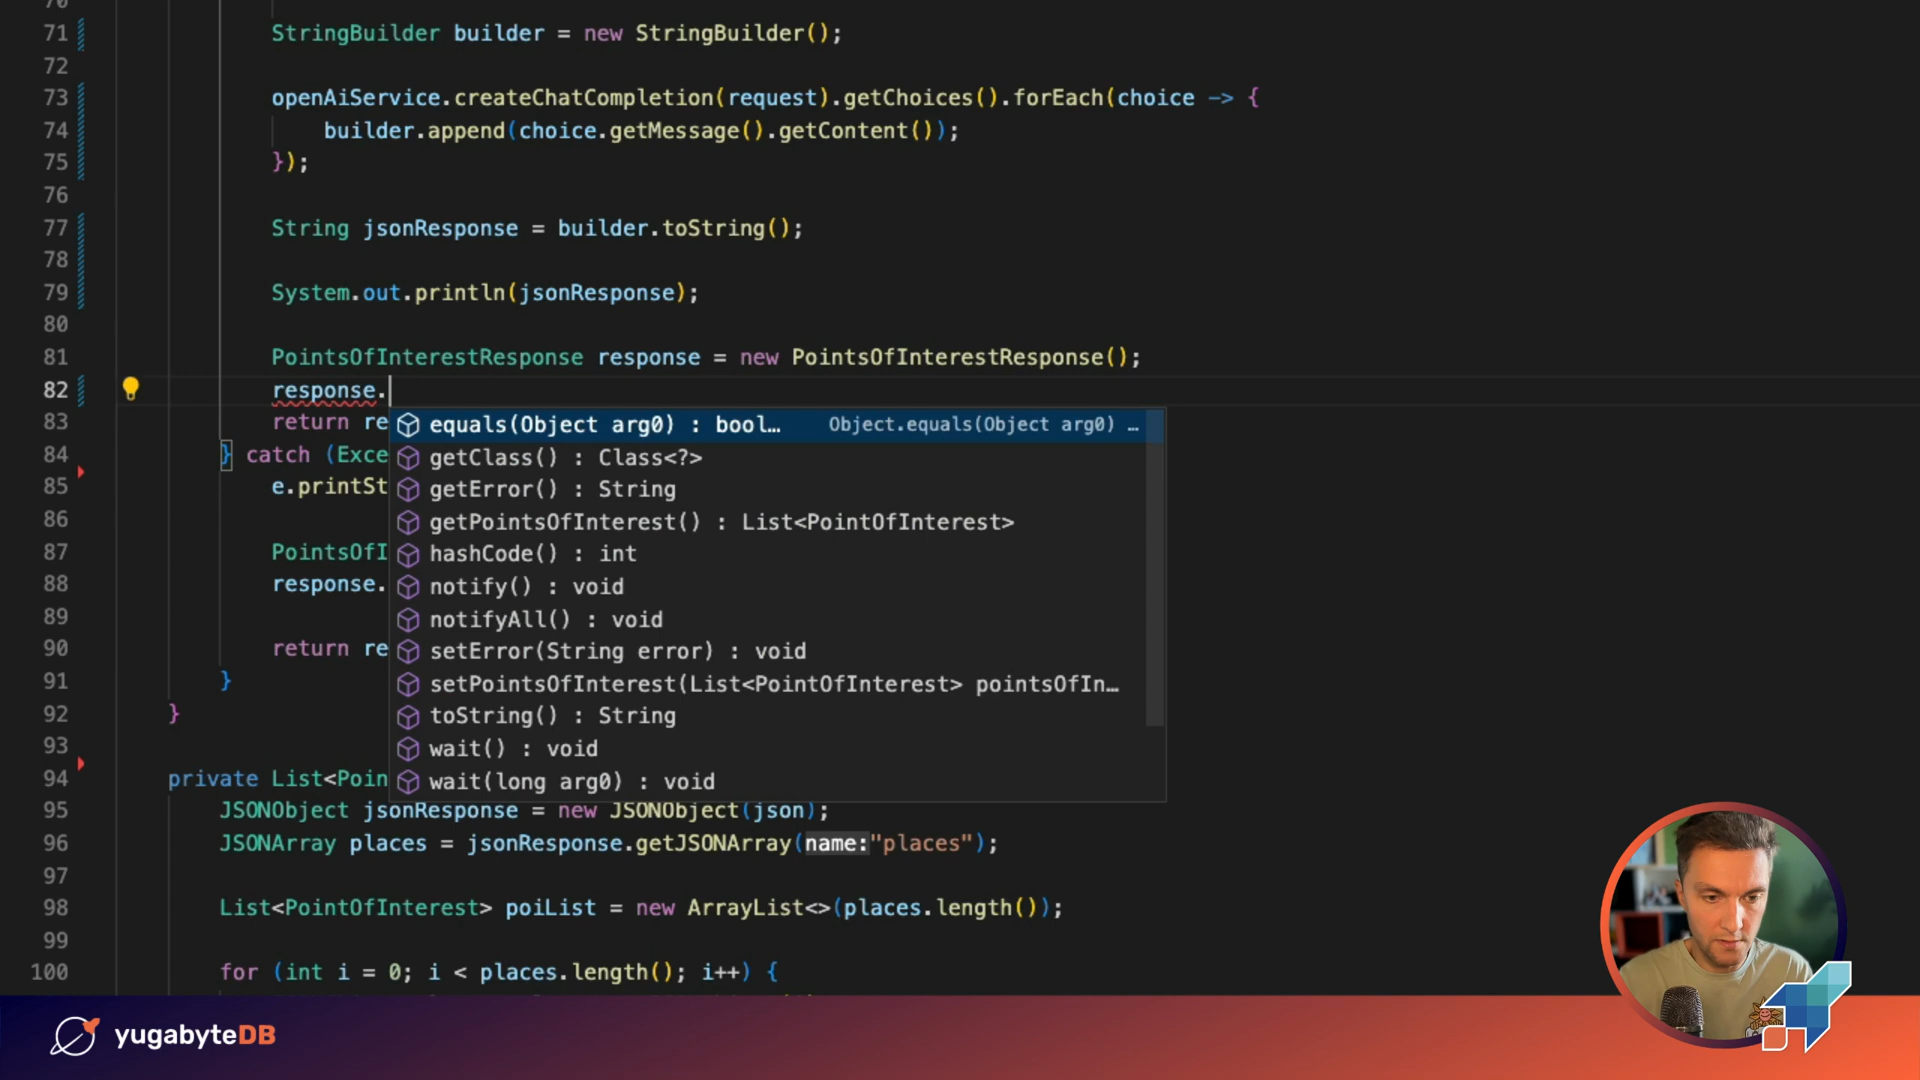 70
71 StringBuilder builder = new StringBuilder();
72
73 openAiService.createChatCompletion(request).getChoices().forEach(choice -> {
74 builder.append(choice.getMessage().getContent());
75 });
76
77 String jsonResponse = builder.toString();
78
79 System.out.println(jsonResponse);
80
81 PointsOfInterestResponse response = new PointsOfInterestResponse();
82 response.
83 return re
equals(Object arg0) : bool… Object.equals(Object arg0) …
84 } catch (Exce
getClass() : Class<?>
85 e.printSt
getError() : String
86
getPointsOfInterest() : List<PointOfInterest>
87 PointsOfI
hashCode() : int
88 response.
notify() : void
89
notifyAll() : void
90 return re
setError(String error) : void
91 }
setPointsOfInterest(List<PointOfInterest> pointsOfIn…
92 }
toString() : String
93
wait() : void
94 private List<Poin
wait(long arg0) : void
95 JSONObject jsonResponse = new JSONObject(json);
96 JSONArray places = jsonResponse.getJSONArray(name:"places");
97
98 List<PointOfInterest> poiList = new ArrayList<>(places.length());
99
100 for (int i = 0; i < places.length(); i++) {
yugabyteDB